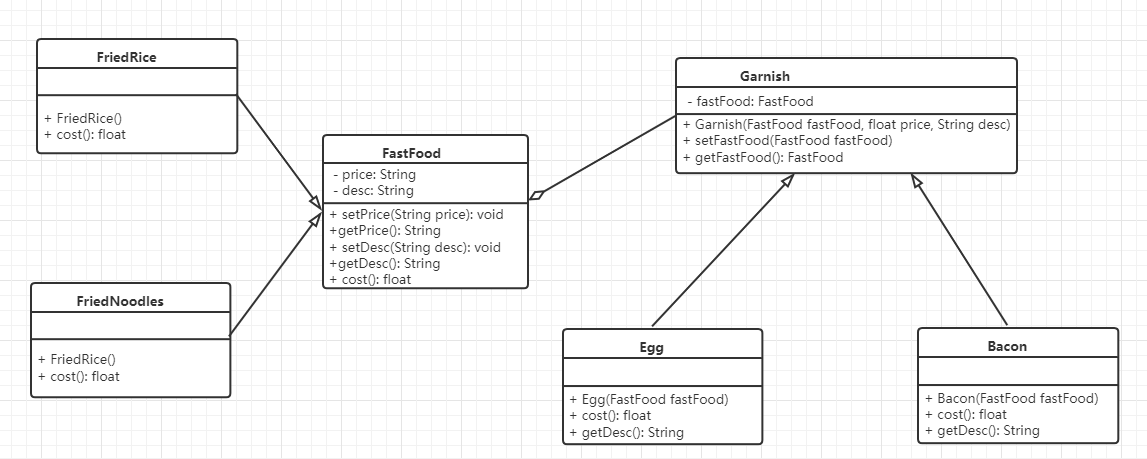 FriedRice
+ FriedRice()
+ cost(): float
FastFood
- price: String
- desc: String
+ setPrice(String price): void
+getPrice(): String
+ setDesc(String desc): void
+getDesc(): String
+ cost(): float
Garnish
- fastFood: FastFood
+ Garnish(FastFood fastFood, float price, String desc)
+ setFastFood(FastFood fastFood)
+ getFastFood(): FastFood
FriedNoodles
+ FriedRice()
+ cost(): float
Egg
+ Egg(FastFood fastFood)
+ cost(): float
+ getDesc(): String
Bacon
+ Bacon(FastFood fastFood)
+ cost(): float
+ getDesc(): String